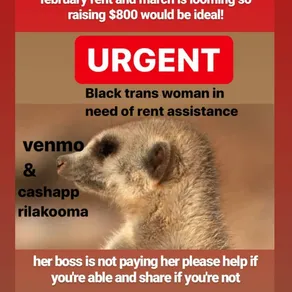 february rent and march is looming so
raising $800 would be ideal!
URGENT
Black trans woman in
need of rent assistance
venmo
&
cashapp
rilakooma
her boss is not paying her please help if
you're able and share if you're not